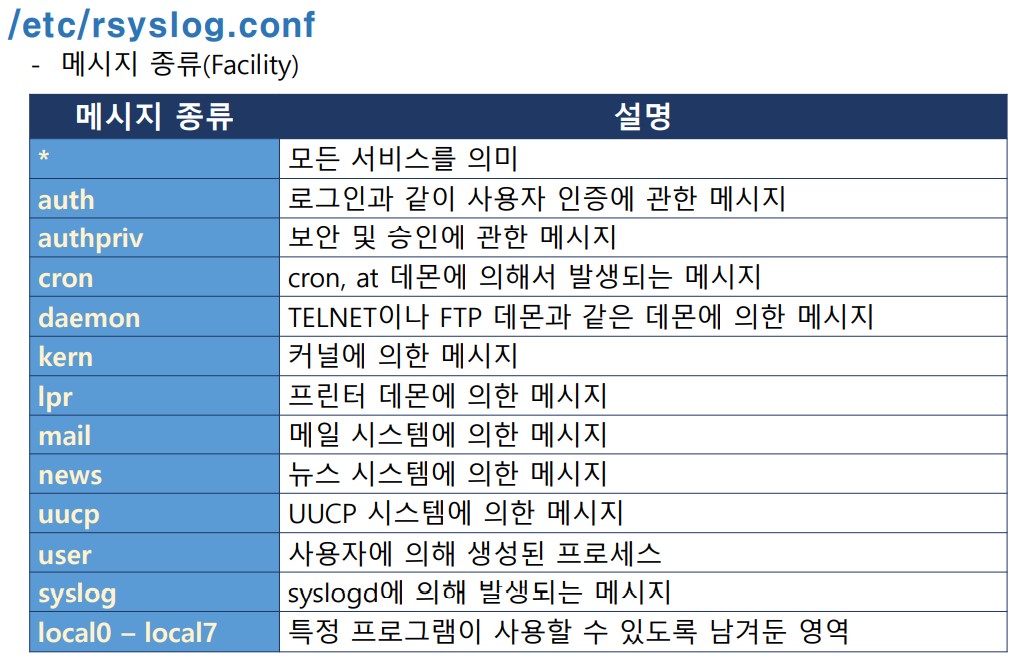 /etc/rsyslog.conf
- 메시지 종류(Facility)
메시지 종류 설명
* 모든 서비스를 의미
auth 로그인과 같이 사용자 인증에 관한 메시지
authpriv 보안 및 승인에 관한 메시지
cron cron, at 데몬에 의해서 발생되는 메시지
daemon TELNET이나 FTP 데몬과 같은 데몬에 의한 메시지
kern 커널에 의한 메시지
lpr 프린터 데몬에 의한 메시지
mail 메일 시스템에 의한 메시지
news 뉴스 시스템에 의한 메시지
uucp UUCP 시스템에 의한 메시지
user 사용자에 의해 생성된 프로세스
syslog syslogd에 의해 발생되는 메시지
local0 – local7 특정 프로그램이 사용할 수 있도록 남겨둔 영역